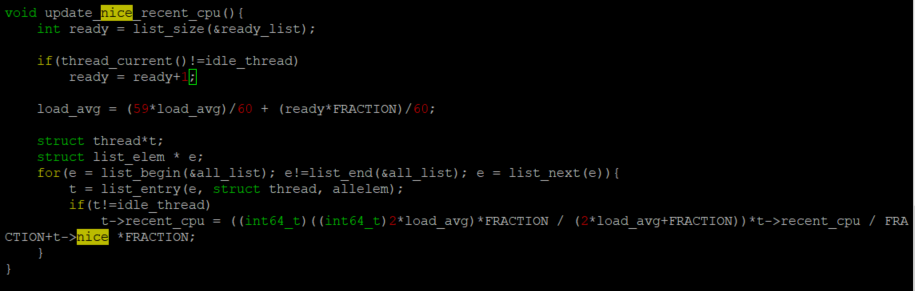 void update_nice_recent_cpu(){
    int ready = list_size(&ready_list);

    if(thread_current()!=idle_thread)
        ready = ready+1;

    load_avg = (59*load_avg)/60 + (ready*FRACTION)/60;

    struct thread*t;
    struct list_elem * e;
    for(e = list_begin(&all_list); e!=list_end(&all_list); e = list_next(e)){
        t = list_entry(e, struct thread, allelem);
        if(t!=idle_thread)
            t->recent_cpu = ((int64_t)((int64_t)2*load_avg)*FRACTION / (2*load_avg+FRACTION))*t->recent_cpu / FRA
CTION+t->nice *FRACTION;
    }
}